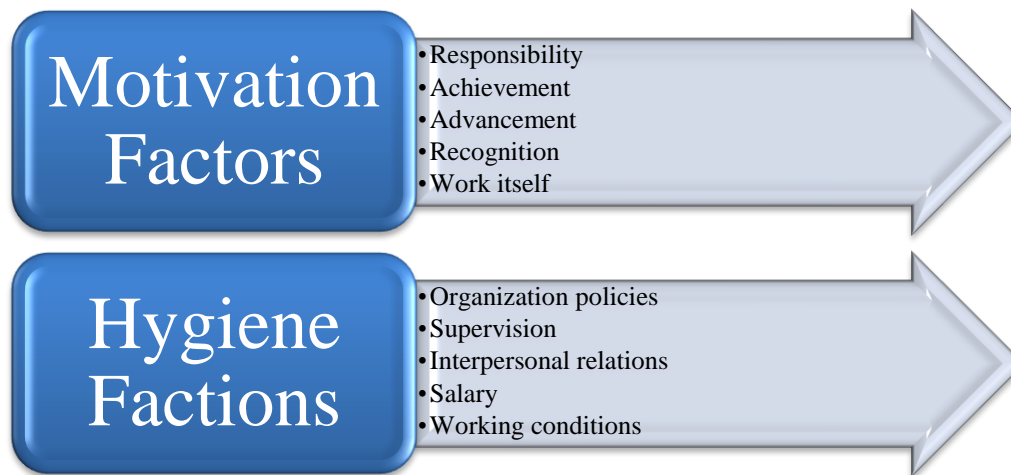 Motivation
Factors
•Responsibility
•Achievement
•Advancement
•Recognition
•Work itself
Hygiene
Factions
•Organization policies
•Supervision
•Interpersonal relations
•Salary
•Working conditions